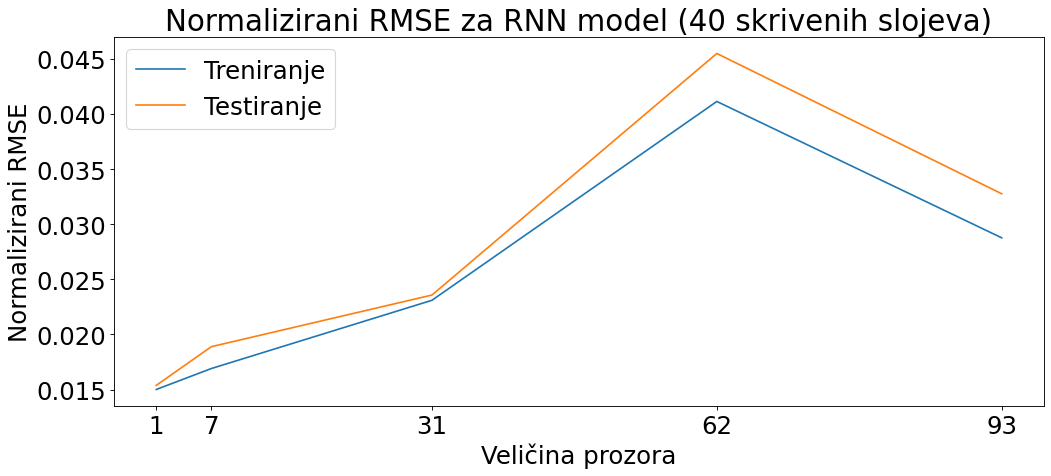 Normalizirani RMSE za RNN model (40 skrivenih slojeva)
Treniranje
Testiranje
Normalizirani RMSE
0.045
0.040
0.035
0.030
0.025
0.020
0.015
1 7 31 62 93
Veličina prozora